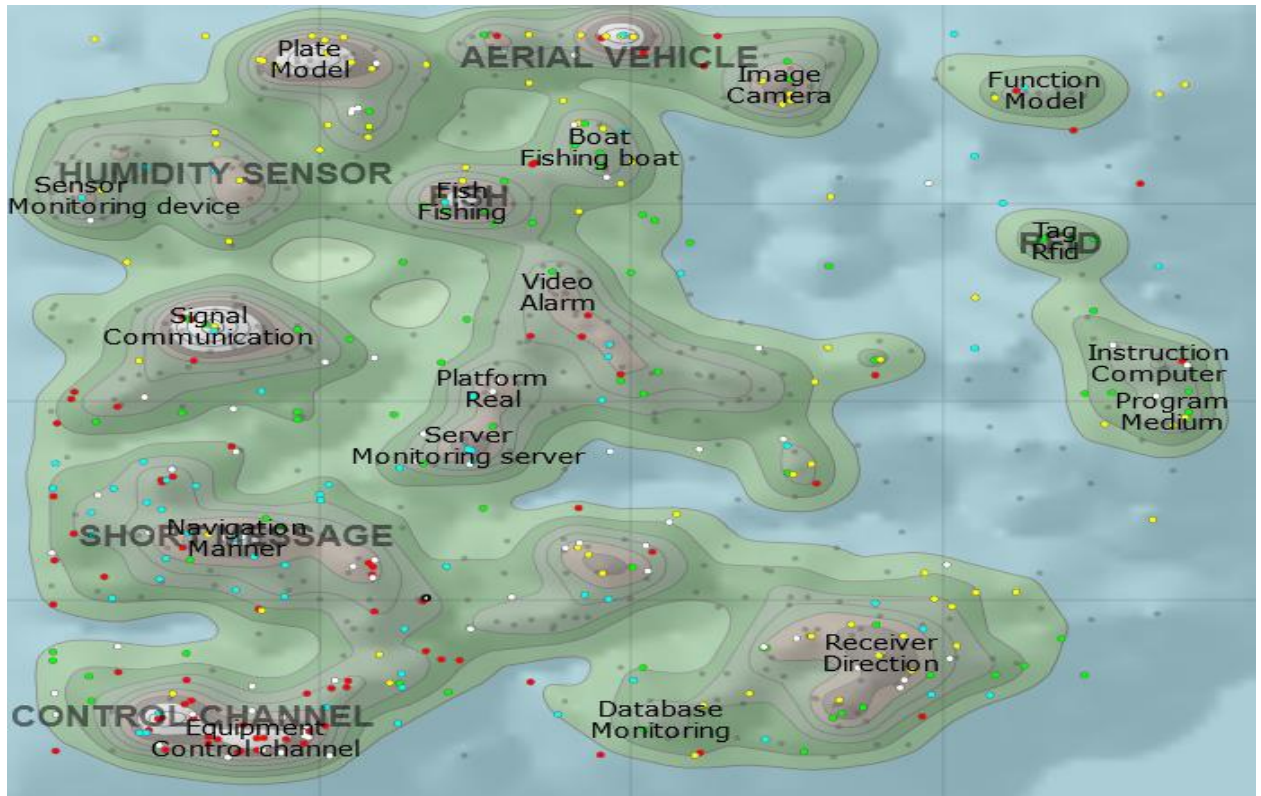 Plate
Model
AERIAL VEHICLE
Image
Camera
Function
Model
Boat
Fishing boat
HUMIDITY SENSOR
Sensor
Monitoring device
FISH
Fish
Fishing
RFID
Tag
Rfid
Video
Alarm
Signal
Communication
Instruction
Computer
Program
Medium
Platform
Real
Server
Monitoring server
SHORT MESSAGE
Navigation
Manner
Receiver
Direction
Database
Monitoring
CONTROL CHANNEL
Equipment
Control channel